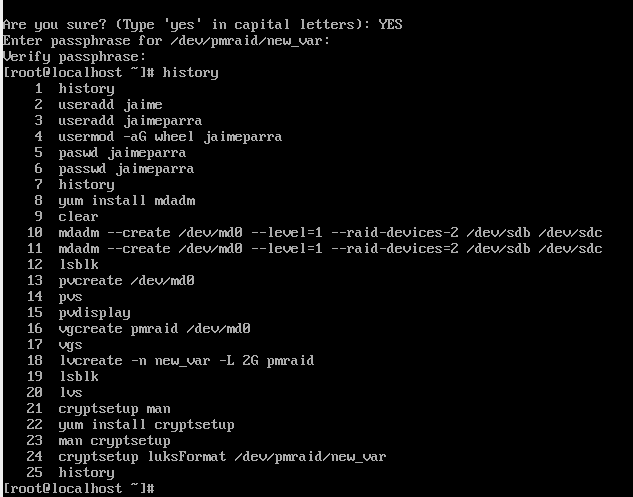 Are you sure? (Type 'yes' in capital letters): YES
Enter passphrase for /dev/pmraid/new_var:
Verify passphrase:
[root@localhost ~]# history
    1  history
    2  useradd jaime
    3  useradd jaimeparra
    4  usermod -aG wheel jaimeparra
    5  paswd jaimeparra
    6  passwd jaimeparra
    7  history
    8  yum install mdadm
    9  clear
   10  mdadm --create /dev/md0 --level=1 --raid-devices-2 /dev/sdb /dev/sdc
   11  mdadm --create /dev/md0 --level=1 --raid-devices=2 /dev/sdb /dev/sdc
   12  lsblk
   13  pvcreate /dev/md0
   14  pvs
   15  pvdisplay
   16  vgcreate pmraid /dev/md0
   17  vgs
   18  lvcreate -n new_var -L 2G pmraid
   19  lsblk
   20  lvs
   21  cryptsetup man
   22  yum install cryptsetup
   23  man cryptsetup
   24  cryptsetup luksFormat /dev/pmraid/new_var
   25  history
[root@localhost ~]#